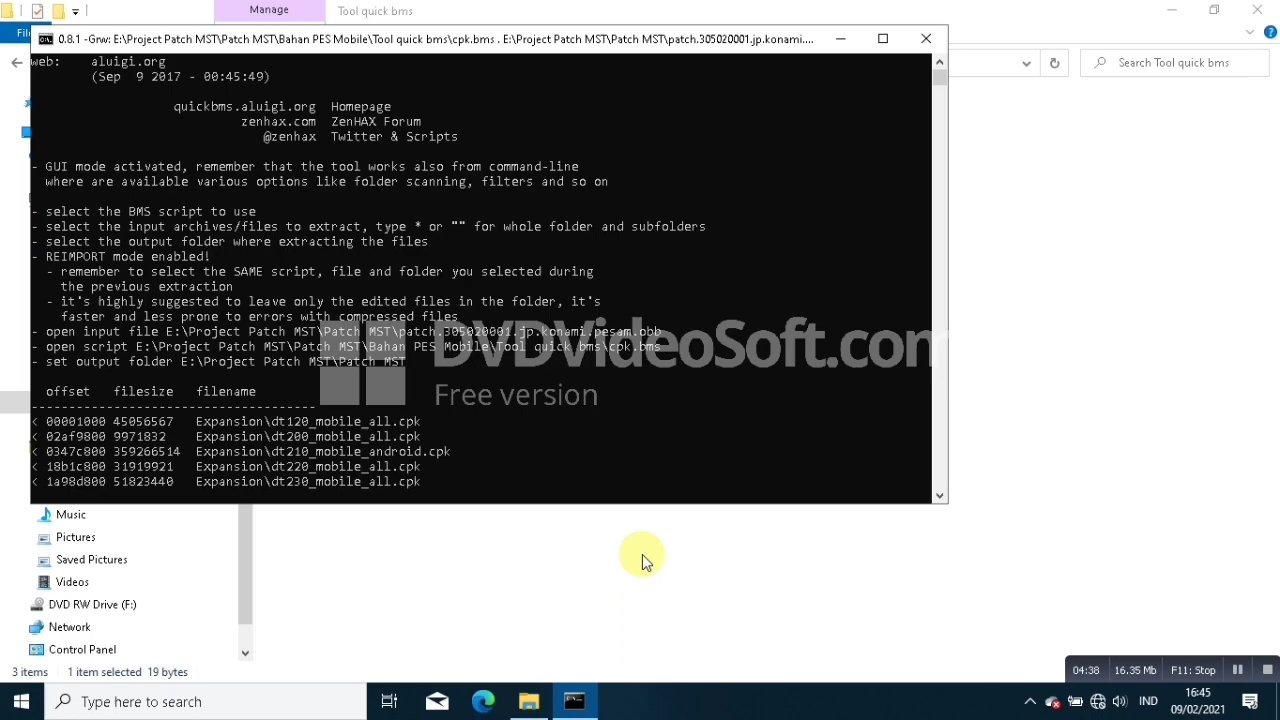 Manage
Tool quick bms
Fil
0.8.1 -Grw: E:\Project Patch MST\Patch MST\Bahan PES Mobile\Tool quick bms\cpk.bms . E:\Project Patch MST\Patch MST\patch.305020001.jp.konami....
Search Tool quick bms
web: aluigi.org
(Sep 9 2017 - 00:45:49)
quickbms.aluigi.org Homepage
zenhax.com ZenHAX Forum
@zenhax Twitter & Scripts
- GUI mode activated, remember that the tool works also from command-line
where are available various options like folder scanning, filters and so on
- select the BMS script to use
- select the input archives/files to extract, type * or "" for whole folder and subfolders
- select the output folder where extracting the files
- REIMPORT mode enabled!
- remember to select the SAME script, file and folder you selected during
the previous extraction
- it's highly suggested to leave only the edited files in the folder, it's
faster and less prone to errors with compressed files
- open input file E:\Project Patch MST\Patch MST\patch.305020001.jp.konami.pesam.obb
- open script E:\Project Patch MST\Patch MST\Bahan PES Mobile\Tool quick bms\cpk.bms
- set output folder E:\Project Patch MST\Patch MST
DVDVideoSoft.com
Free version
offset filesize filename
--------------------------------------
< 00001000 45056567 Expansion\dt120_mobile_all.cpk
< 02af9800 9971832 Expansion\dt200_mobile_all.cpk
< 0347c800 359266514 Expansion\dt210_mobile_android.cpk
< 18b1c800 31919921 Expansion\dt220_mobile_all.cpk
< 1a98d800 51823440 Expansion\dt230_mobile_all.cpk
Music
Pictures
Saved Pictures
Videos
DVD RW Drive (F:)
Network
Control Panel
3 items 1 item selected 19 bytes
04:38 16.35 Mb F11: Stop
Type here to search
IND
16:45
09/02/2021